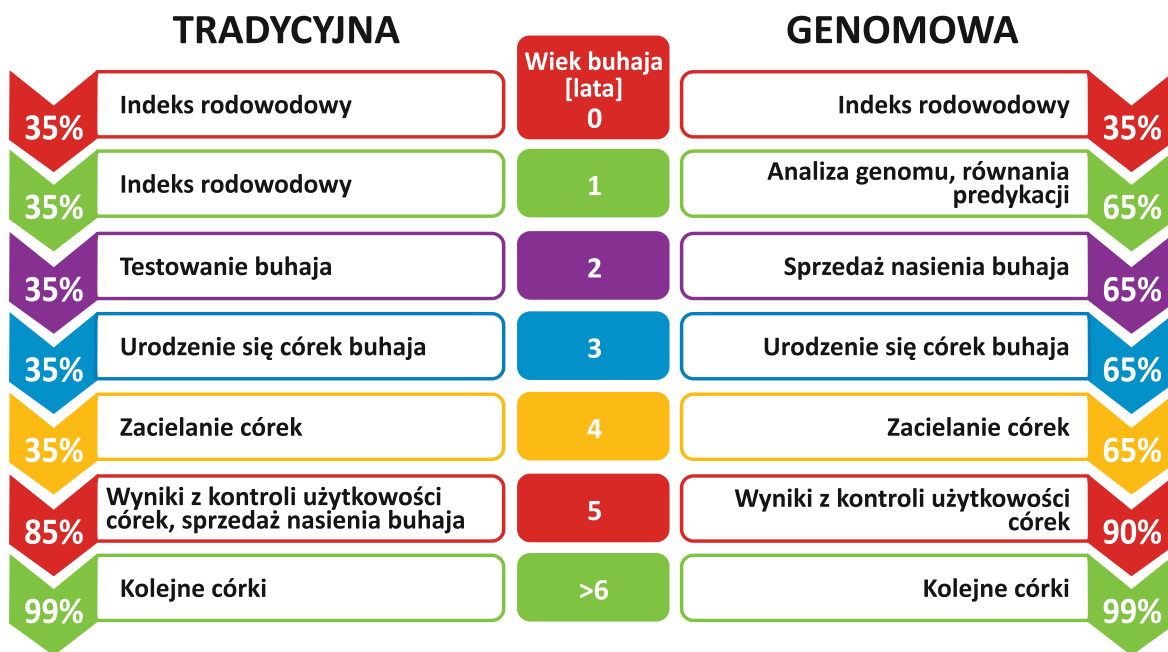 TRADYCYJNA
GENOMOWA
Wiek buhaja
[lata]
0
35%
Indeks rodowodowy
Indeks rodowodowy
35%
35%
Indeks rodowodowy
1
Analiza genomu, równania
predykacji
65%
35%
Testowanie buhaja
2
Sprzedaż nasienia buhaja
65%
35%
Urodzenie się córek buhaja
3
Urodzenie się córek buhaja
65%
35%
Zacielanie córek
4
Zacielanie córek
65%
85%
Wyniki z kontroli użytkowości
córek, sprzedaż nasienia buhaja
5
Wyniki z kontroli użytkowości
córek
90%
99%
Kolejne córki
>6
Kolejne córki
99%